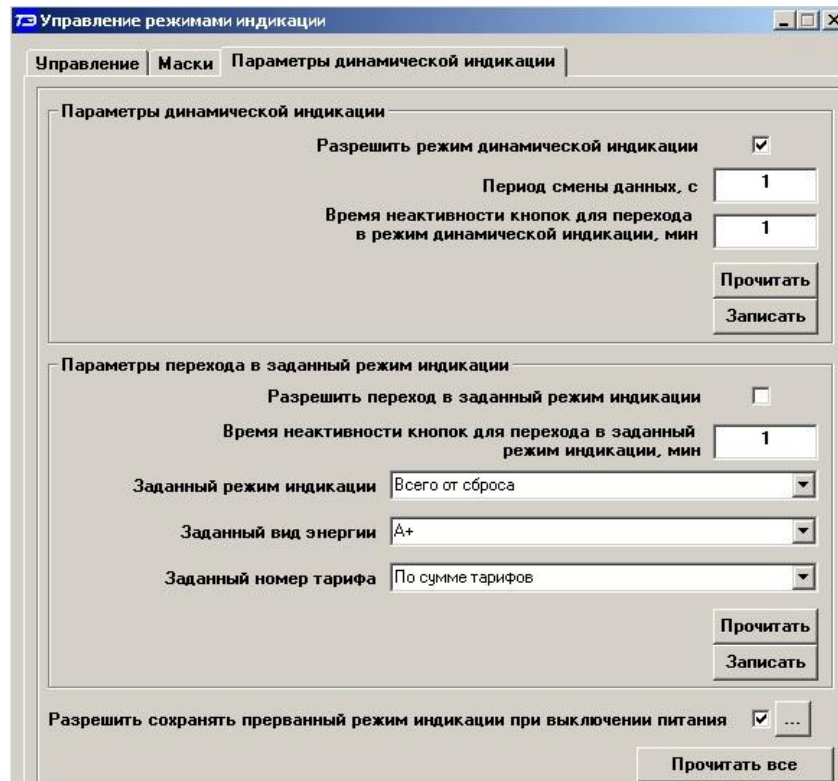 ТЭ Управление режимами индикации
Управление Маски Параметры динамической индикации
Параметры динамической индикации
Разрешить режим динамической индикации
Период смены данных, с 1
Время неактивности кнопок для перехода
в режим динамической индикации, мин 1
Прочитать
Записать
Параметры перехода в заданный режим индикации
Разрешить переход в заданный режим индикации
Время неактивности кнопок для перехода в заданный
режим индикации, мин 1
Заданный режим индикации Всего от сброса
Заданный вид энергии А+
Заданный номер тарифа По сумме тарифов
Прочитать
Записать
Разрешить сохранять прерванный режим индикации при выключении питания ...
Прочитать все